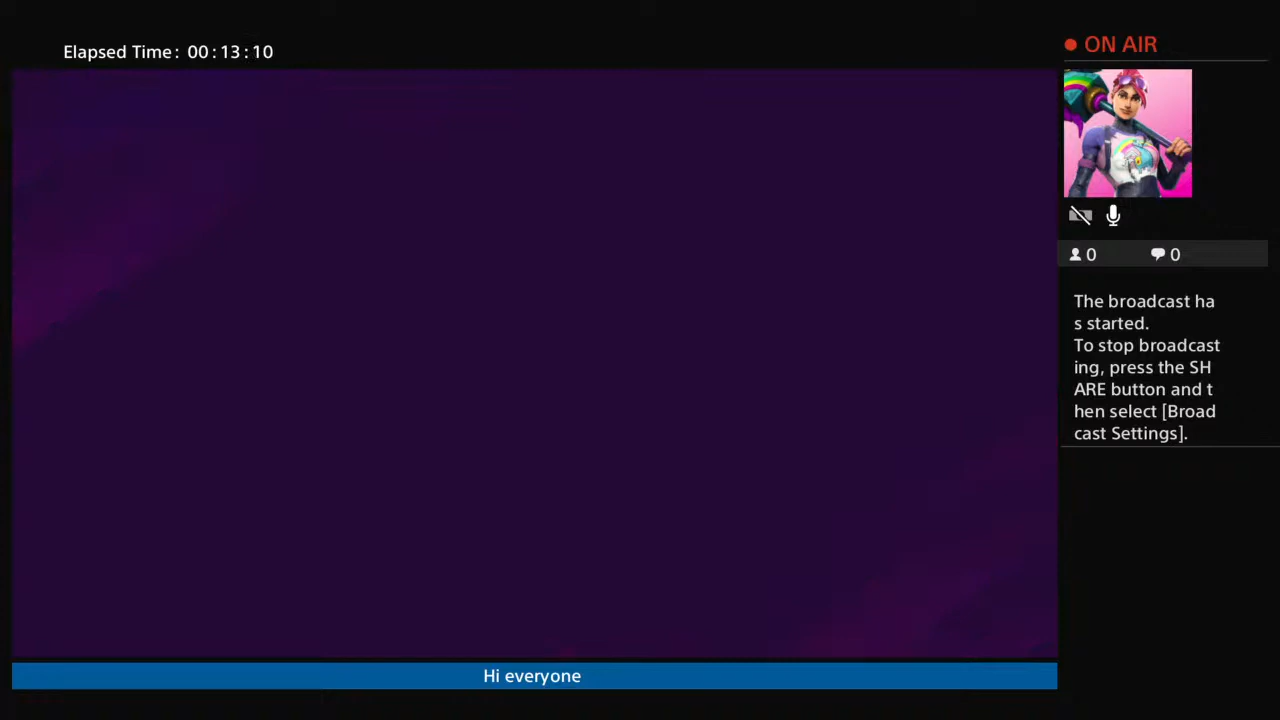 Elapsed Time: 00:13:10
ON AIR
0 0
The broadcast ha
s started.
To stop broadcast
ing, press the SH
ARE button and t
hen select [Broad
cast Settings].
Hi everyone